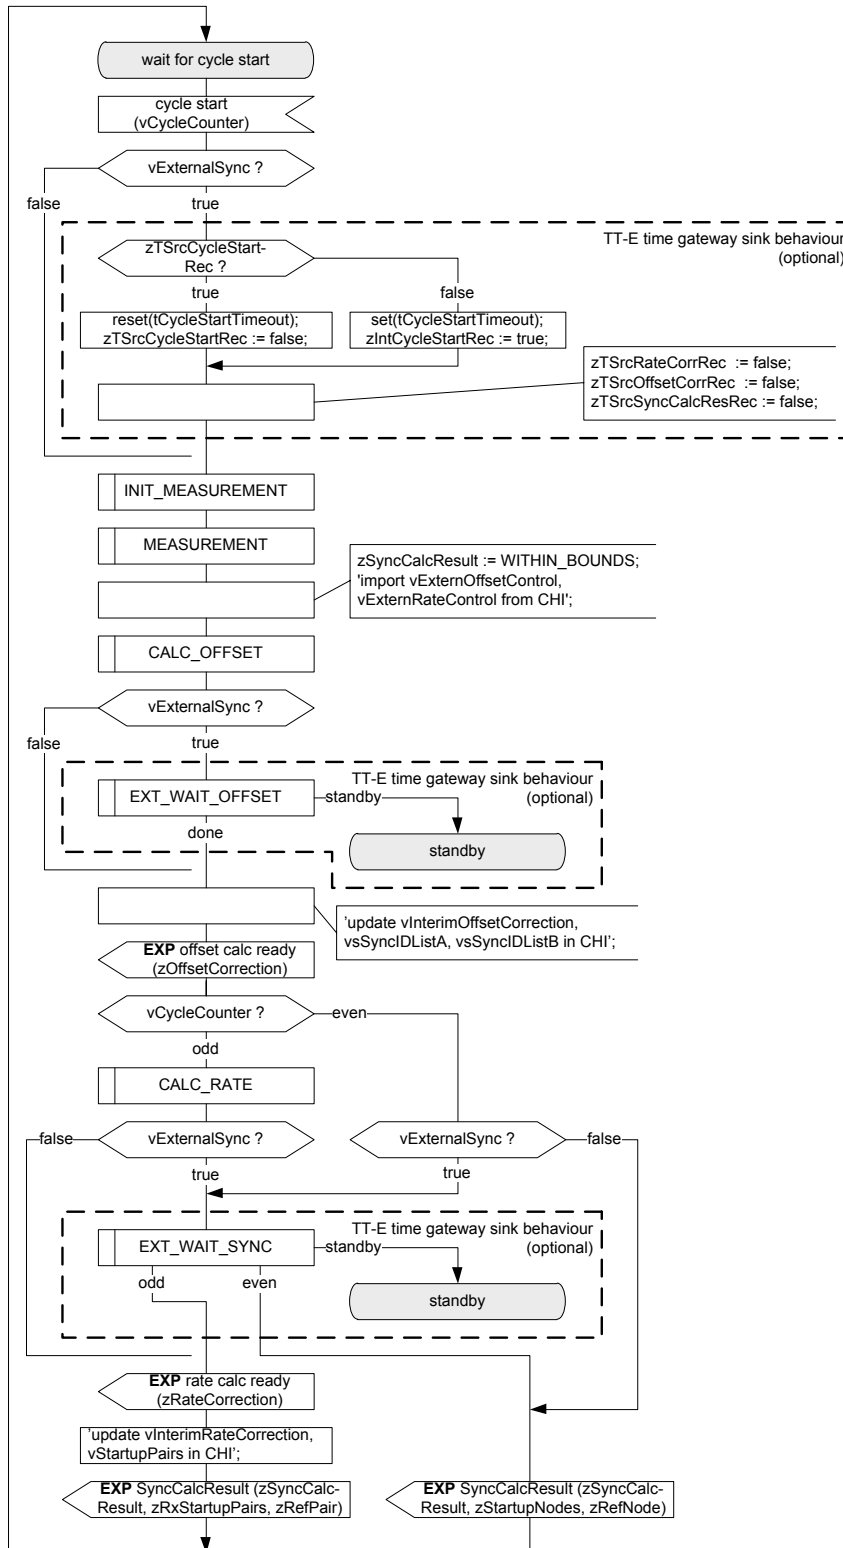 wait for cycle start
cycle start
(vCycleCounter)
vExternalSync ?
false
true
TT-E time gateway sink behaviour
(optional)
zTSrcCycleStart-
Rec ?
true
false
reset(tCycleStartTimeout);
zTSrcCycleStartRec := false;
set(tCycleStartTimeout);
zIntCycleStartRec := true;
zTSrcRateCorrRec := false;
zTSrcOffsetCorrRec := false;
zTSrcSyncCalcResRec := false;
INIT_MEASUREMENT
MEASUREMENT
zSyncCalcResult := WITHIN_BOUNDS;
'import vExternOffsetControl,
vExternRateControl from CHI';
CALC_OFFSET
vExternalSync ?
false
true
TT-E time gateway sink behaviour
(optional)
EXT_WAIT_OFFSET
standby
done
standby
'update vInterimOffsetCorrection,
vsSyncIDListA, vsSyncIDListB in CHI';
EXP offset calc ready
(zOffsetCorrection)
vCycleCounter ?
even
odd
CALC_RATE
false
vExternalSync ?
vExternalSync ?
false
true
true
TT-E time gateway sink behaviour
(optional)
EXT_WAIT_SYNC
standby
odd
even
standby
EXP rate calc ready
(zRateCorrection)
'update vInterimRateCorrection,
vStartupPairs in CHI';
EXP SyncCalcResult (zSyncCalc-
Result, zRxStartupPairs, zRefPair)
EXP SyncCalcResult (zSyncCalc-
Result, zStartupNodes, zRefNode)